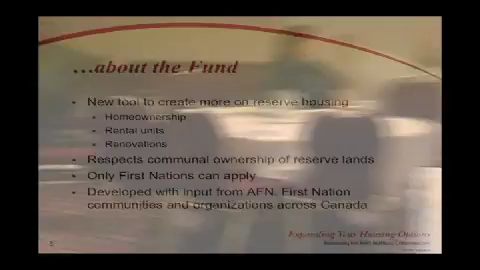 ...about the Fund
• New tool to create more on reserve housing
• Homeownership
• Rental units
• Renovations
• Respects communal ownership of reserve lands
• Only First Nations can apply
• Developed with input from AFN, First Nation
communities and organizations across Canada
Expanding Your Housing Options